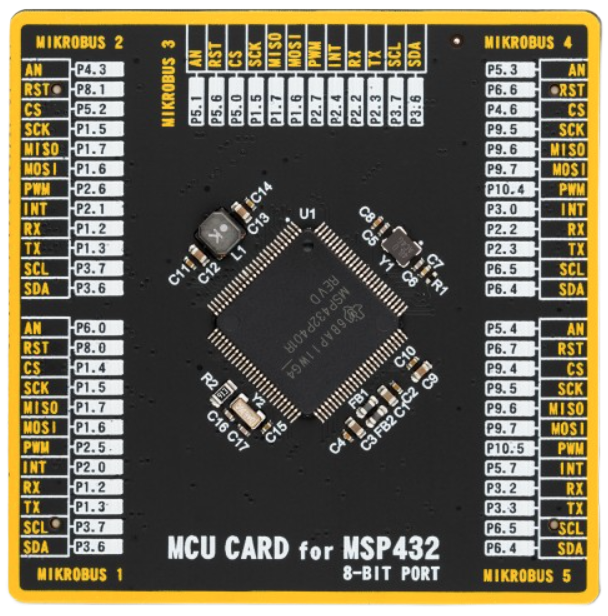 MIKROBUS 2
AN P4.3
RST P8.1
CS P5.2
SCK P1.5
MISO P1.7
MOSI P1.6
PWM P2.6
INT P2.1
RX P1.2
TX P1.3
SCL P3.7
SDA P3.6
MIKROBUS 3
AN P5.1
RST P5.6
CS P5.0
SCK P1.5
MISO P1.7
MOSI P1.6
PWM P2.7
INT P2.4
RX P2.2
TX P2.3
SCL P3.7
SDA P3.6
MIKROBUS 4
P5.3 AN
P6.6 RST
P4.6 CS
P9.5 SCK
P9.6 MISO
P9.7 MOSI
P10.4 PWM
P3.0 INT
P2.2 RX
P2.3 TX
P6.5 SCL
P6.4 SDA
C14
C13
L1
C12
C11
U1
C8
C5
Y1
C6
C7
R1
MSP432P401R
REVD
68AP11WG4
R2
Y2
C16
C17
C15
C10
C9
FB1
C2
C1
FB2
C3
C4
AN P6.0
RST P8.0
CS P1.4
SCK P1.5
MISO P1.7
MOSI P1.6
PWM P2.5
INT P2.0
RX P1.2
TX P1.3
SCL P3.7
SDA P3.6
MIKROBUS 1
P5.4 AN
P6.7 RST
P9.4 CS
P9.5 SCK
P9.6 MISO
P9.7 MOSI
P10.5 PWM
P5.7 INT
P3.2 RX
P3.3 TX
P6.5 SCL
P6.4 SDA
MIKROBUS 5
MCU CARD for MSP432
8-BIT PORT